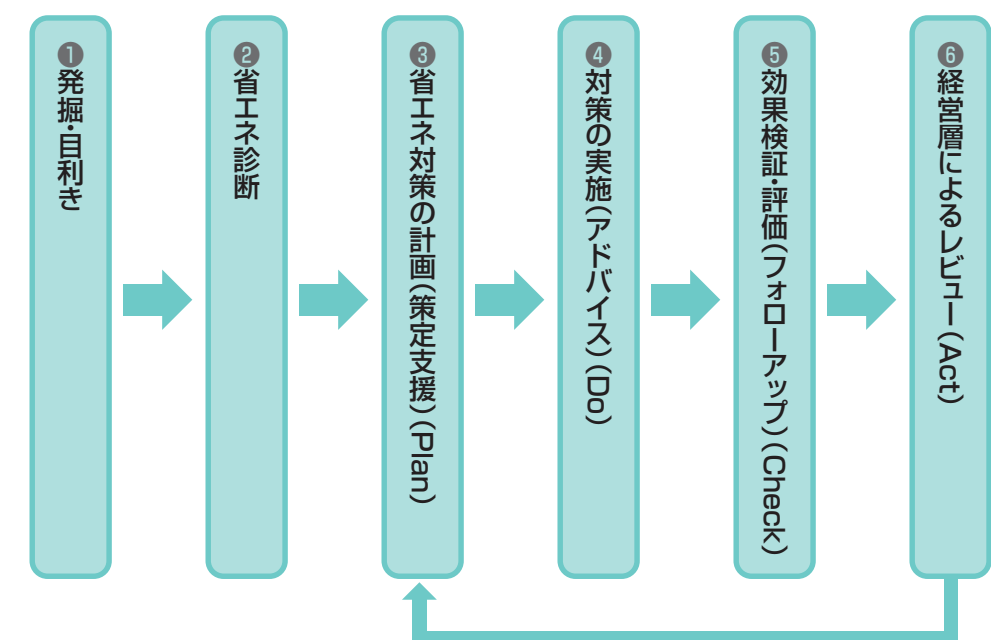 ❶発掘・目利き
❷省エネ診断
❸省エネ対策の計画(策定支援)(Plan)
❹対策の実施(アドバイス)(Do)
❺効果検証・評価(フォローアップ)(Check)
❻経営層によるレビュー(Act)